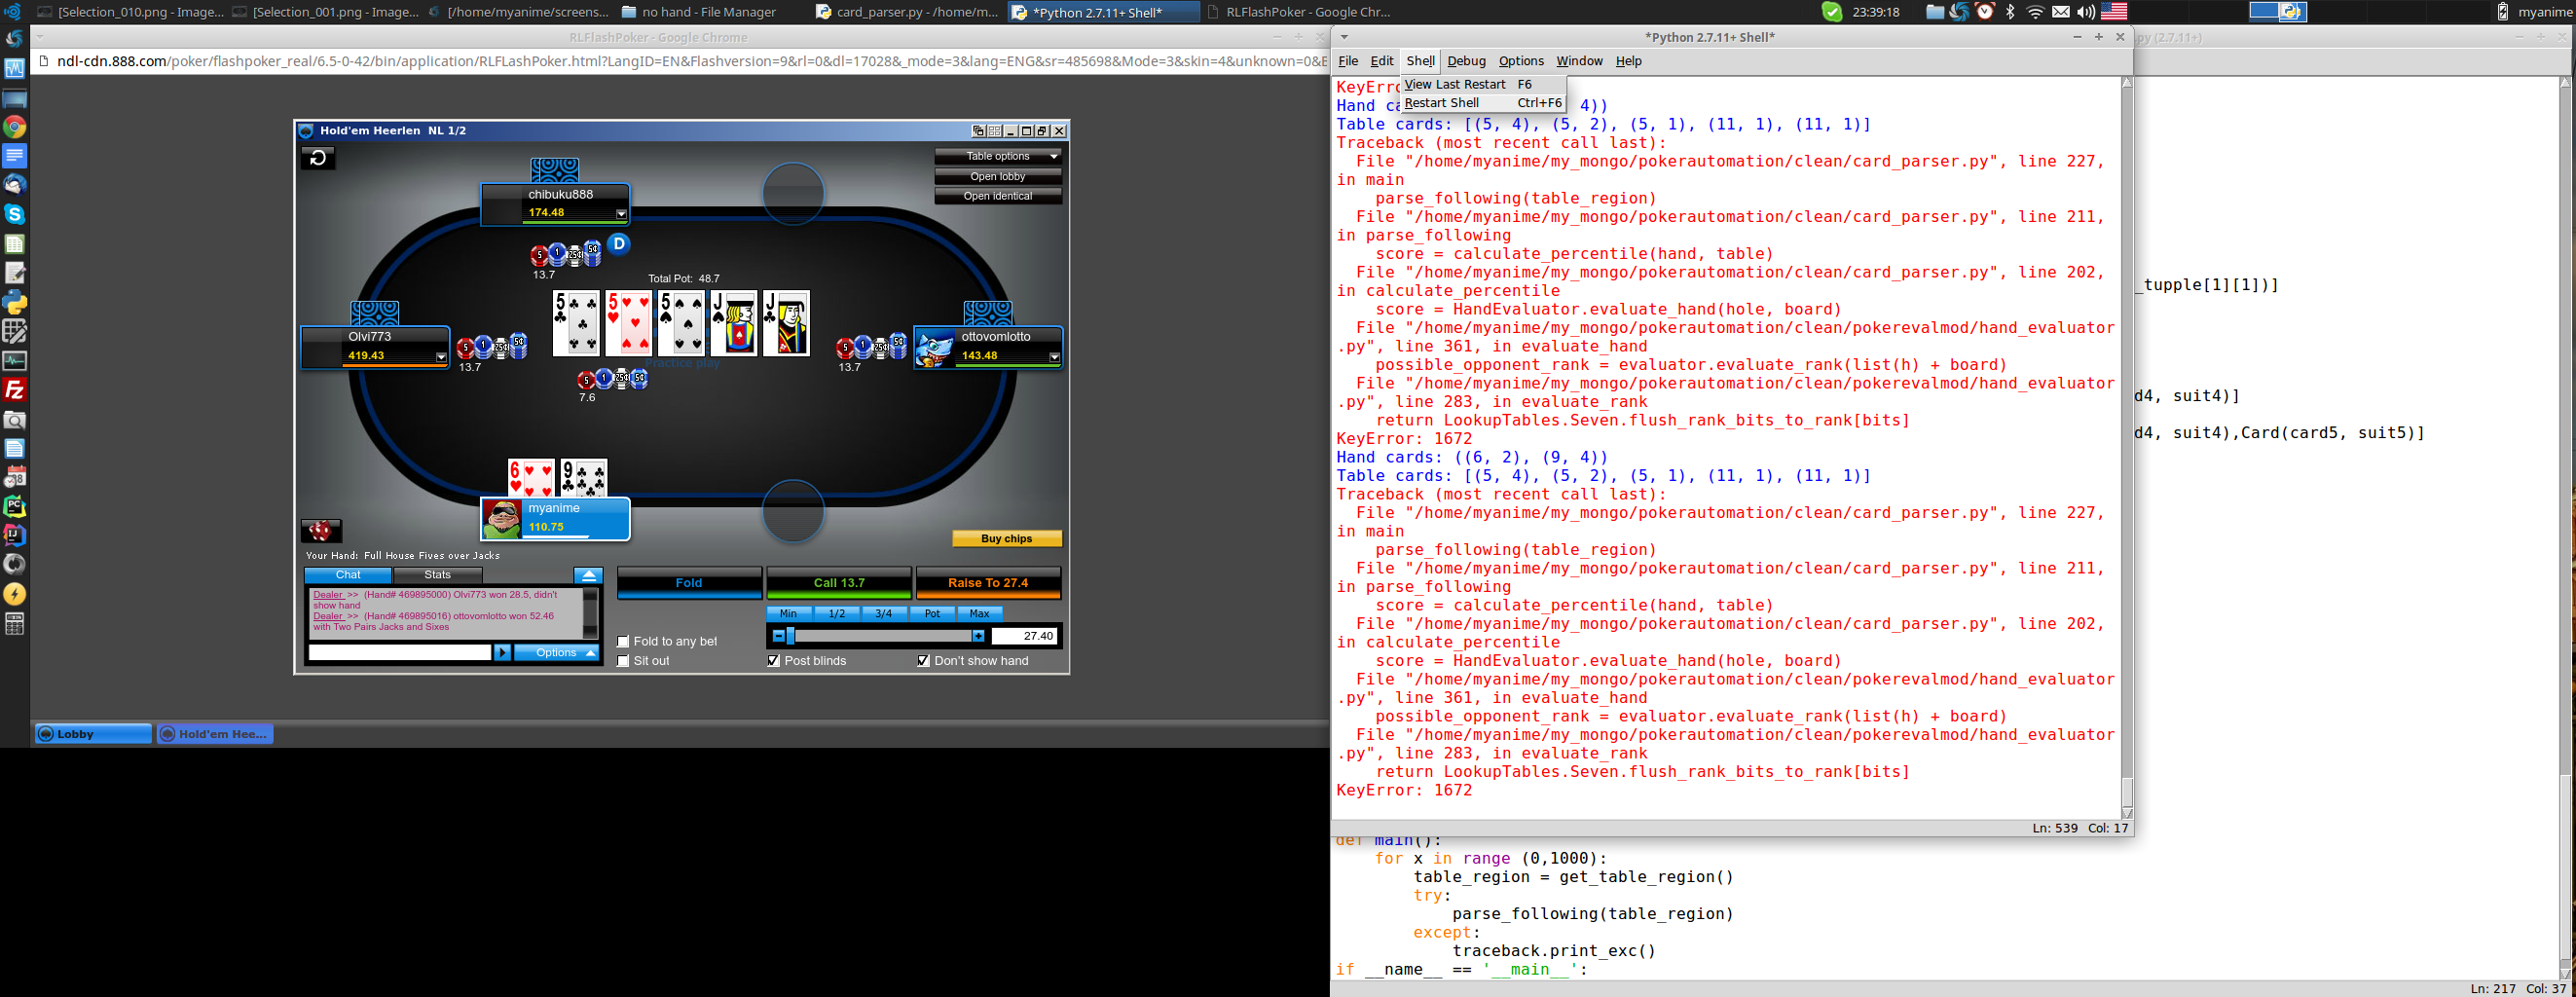 [Selection_010.png - Image...
[Selection_001.png - Image...
[/home/myanime/screens...
no hand - File Manager
card_parser.py - /home/m...
*Python 2.7.11+ Shell*
RLFlashPoker - Google Chr...
23:39:18
myanime
RLFlashPoker - Google Chrome
ndl-cdn.888.com/poker/flashpoker_real/6.5-0-42/bin/application/RLFLashPoker.html?LangID=EN&Flashversion=9&rl=0&dl=17028&_mode=3&lang=ENG&sr=485698&Mode=3&skin=4&unknown=0&E
Hold'em Heerlen NL 1/2
Table options
Open lobby
Open identical
chibuku888
174.48
D
13.7
Total Pot: 48.7
5 5 5 J J
Practice play
Olvi773
419.43
13.7
ottovomlotto
143.48
13.7
7.6
6 9
myanime
110.75
Buy chips
Your Hand: Full House Fives over Jacks
Chat
Stats
Dealer >> (Hand# 469895000) Olvi773 won 28.5, didn't
show hand
Dealer >> (Hand# 469895016) ottovomlotto won 52.46
with Two Pairs Jacks and Sixes
Options
Fold
Call 13.7
Raise To 27.4
Min 1/2 3/4 Pot Max
27.40
Fold to any bet
Sit out
Post blinds
Don't show hand
Lobby
Hold'em Hee...
*Python 2.7.11+ Shell*
py (2.7.11+)
File Edit Shell Debug Options Window Help
View Last Restart F6
Restart Shell Ctrl+F6
KeyErro
Hand ca 4))
Table cards: [(5, 4), (5, 2), (5, 1), (11, 1), (11, 1)]
Traceback (most recent call last):
File "/home/myanime/my_mongo/pokerautomation/clean/card_parser.py", line 227,
in main
parse_following(table_region)
File "/home/myanime/my_mongo/pokerautomation/clean/card_parser.py", line 211,
in parse_following
score = calculate_percentile(hand, table)
File "/home/myanime/my_mongo/pokerautomation/clean/card_parser.py", line 202,
in calculate_percentile
score = HandEvaluator.evaluate_hand(hole, board)
File "/home/myanime/my_mongo/pokerautomation/clean/pokerevalmod/hand_evaluator
.py", line 361, in evaluate_hand
possible_opponent_rank = evaluator.evaluate_rank(list(h) + board)
File "/home/myanime/my_mongo/pokerautomation/clean/pokerevalmod/hand_evaluator
.py", line 283, in evaluate_rank
return LookupTables.Seven.flush_rank_bits_to_rank[bits]
KeyError: 1672
Hand cards: ((6, 2), (9, 4))
Table cards: [(5, 4), (5, 2), (5, 1), (11, 1), (11, 1)]
Traceback (most recent call last):
File "/home/myanime/my_mongo/pokerautomation/clean/card_parser.py", line 227,
in main
parse_following(table_region)
File "/home/myanime/my_mongo/pokerautomation/clean/card_parser.py", line 211,
in parse_following
score = calculate_percentile(hand, table)
File "/home/myanime/my_mongo/pokerautomation/clean/card_parser.py", line 202,
in calculate_percentile
score = HandEvaluator.evaluate_hand(hole, board)
File "/home/myanime/my_mongo/pokerautomation/clean/pokerevalmod/hand_evaluator
.py", line 361, in evaluate_hand
possible_opponent_rank = evaluator.evaluate_rank(list(h) + board)
File "/home/myanime/my_mongo/pokerautomation/clean/pokerevalmod/hand_evaluator
.py", line 283, in evaluate_rank
return LookupTables.Seven.flush_rank_bits_to_rank[bits]
KeyError: 1672
Ln: 539 Col: 17
_tupple[1][1])]
d4, suit4)]
d4, suit4),Card(card5, suit5)]
def main():
for x in range (0,1000):
table_region = get_table_region()
try:
parse_following(table_region)
except:
traceback.print_exc()
if __name__ == '__main__':
Ln: 217 Col: 37